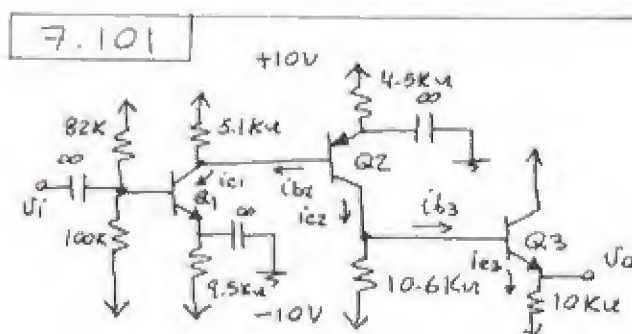 7.101
+10V
4.5KΩ
∞
82K
5.1KΩ
Q2
∞
ic1
ib2
Vi
Q1
∞
ic2
ib3
Q3
100K
ie3
Vo
9.5KΩ
-10V
10.6KΩ
10KΩ